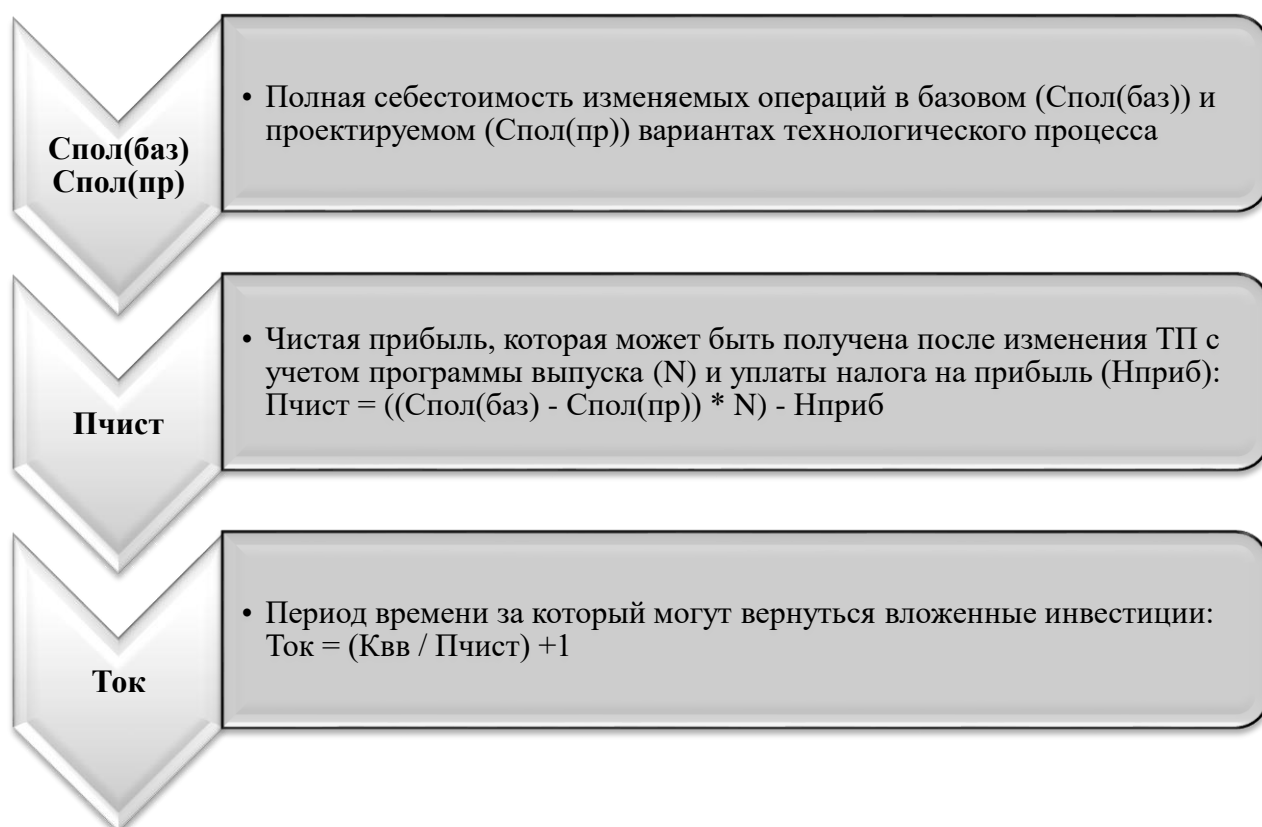 Спол(баз)
Спол(пр)
• Полная себестоимость изменяемых операций в базовом (Спол(баз)) и
проектируемом (Спол(пр)) вариантах технологического процесса
Пчист
• Чистая прибыль, которая может быть получена после изменения ТП с
учетом программы выпуска (N) и уплаты налога на прибыль (Нприб):
Пчист = ((Спол(баз) - Спол(пр)) * N) - Нприб
Ток
• Период времени за который могут вернуться вложенные инвестиции:
Ток = (Квв / Пчист) +1